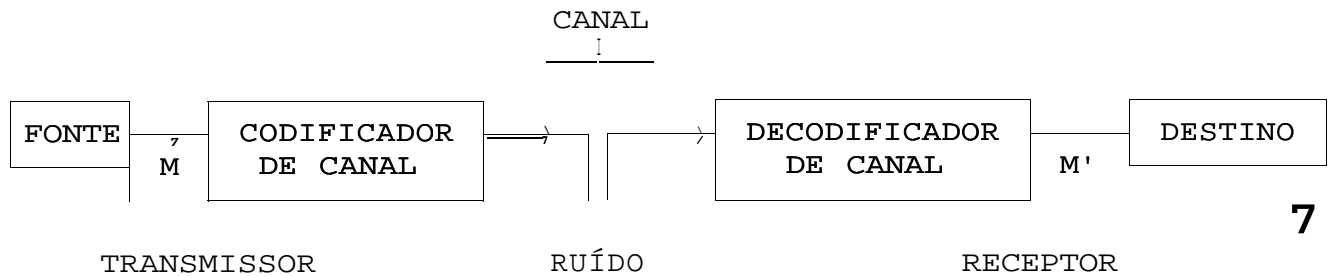 CANAL
FONTE
M
CODIFICADOR
DE CANAL
DECODIFICADOR
DE CANAL
M'
DESTINO
7
TRANSMISSOR
RUÍDO
RECEPTOR